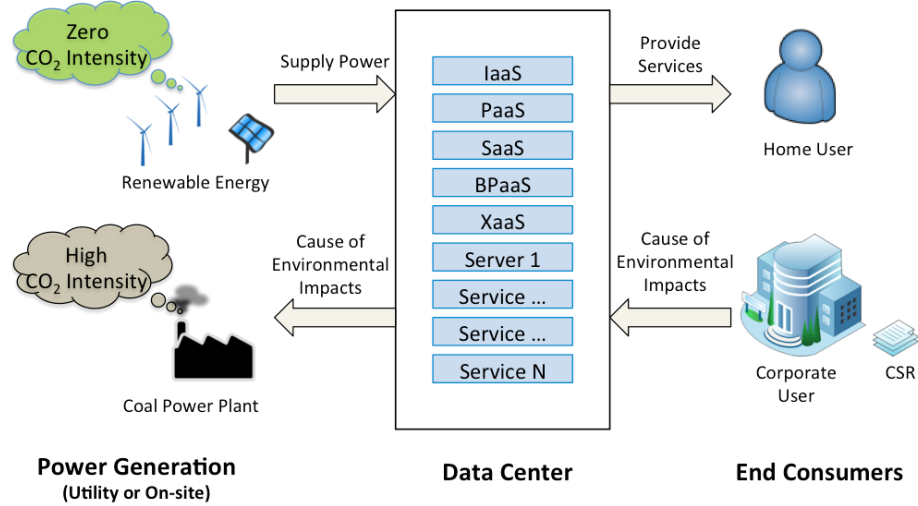 Zero
CO₂ Intensity
Renewable Energy
Supply Power
High
CO₂ Intensity
Coal Power Plant
Cause of
Environmental
Impacts
Power Generation
(Utility or On-site)
IaaS
PaaS
SaaS
BPaaS
XaaS
Server 1
Service ...
Service ...
Service N
Data Center
Provide
Services
Home User
Cause of
Environmental
Impacts
Corporate
User
CSR
End Consumers